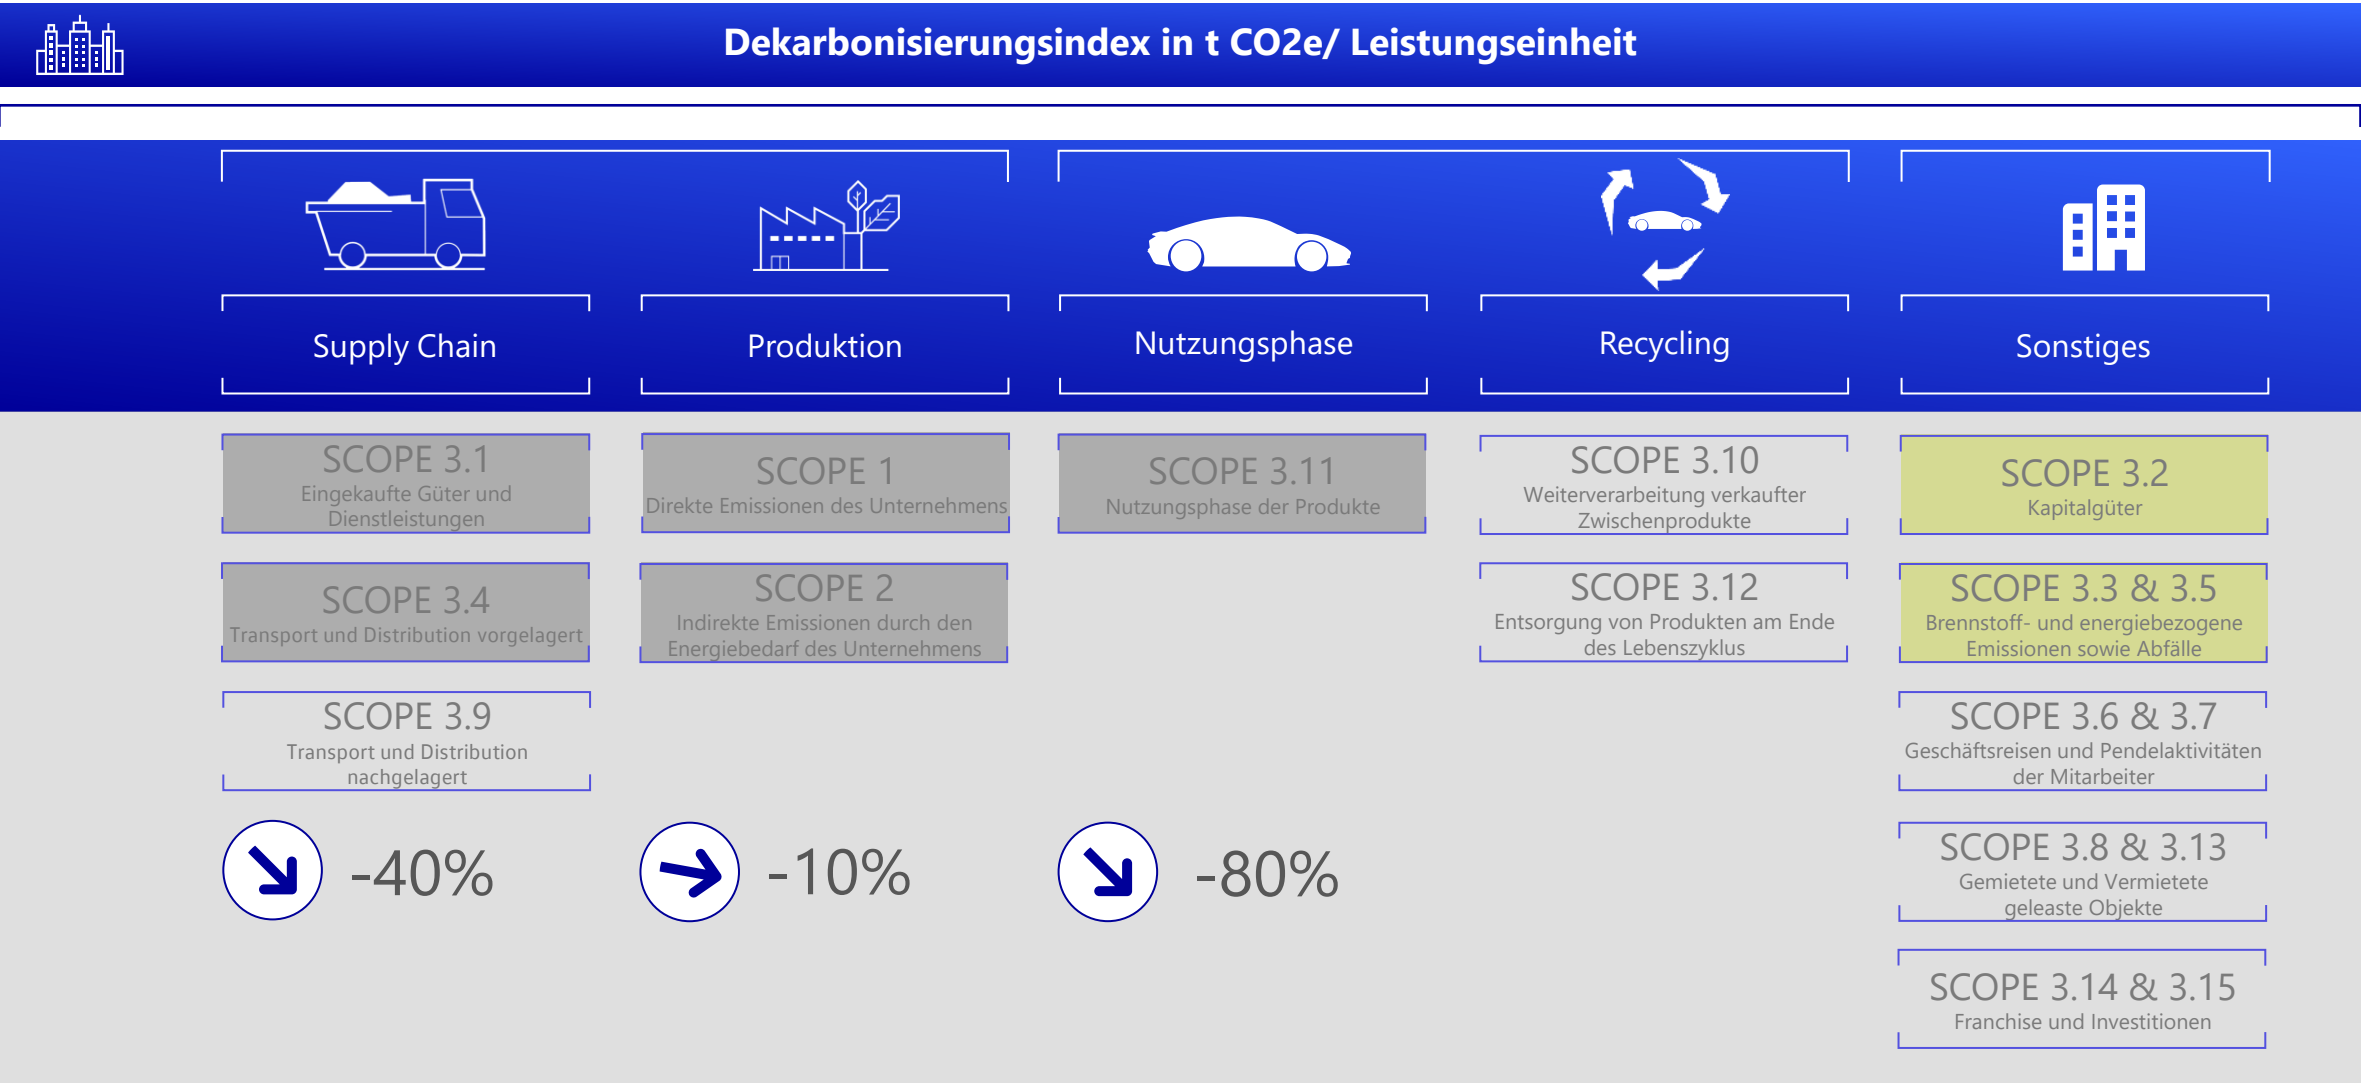 Dekarbonisierungsindex in t CO2e/ Leistungseinheit
Supply Chain
Produktion
Nutzungsphase
Recycling
Sonstiges
SCOPE 3.1
Eingekaufte Güter und
Dienstleistungen
SCOPE 3.4
Transport und Distribution vorgelagert
SCOPE 3.9
Transport und Distribution
nachgelagert
-40%
SCOPE 1
Direkte Emissionen des Unternehmens
SCOPE 2
Indirekte Emissionen durch den
Energiebedarf des Unternehmens
-10%
SCOPE 3.11
Nutzungsphase der Produkte
-80%
SCOPE 3.10
Weiterverarbeitung verkaufter
Zwischenprodukte
SCOPE 3.12
Entsorgung von Produkten am Ende
des Lebenszyklus
SCOPE 3.2
Kapitalgüter
SCOPE 3.3 & 3.5
Brennstoff- und energiebezogene
Emissionen sowie Abfälle
SCOPE 3.6 & 3.7
Geschäftsreisen und Pendelaktivitäten
der Mitarbeiter
SCOPE 3.8 & 3.13
Gemietete und Vermietete
geleaste Objekte
SCOPE 3.14 & 3.15
Franchise und Investitionen